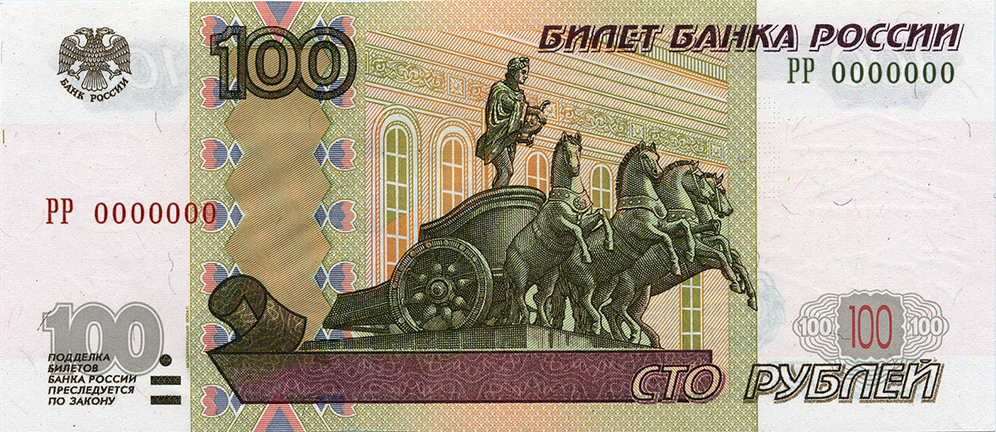 100
БИЛЕТ БАНКА РОССИИ
РР 0000000
БАНК РОССИИ
РР 0000000
100
ПОДДЕЛКА
БИЛЕТОВ
БАНКА РОССИИ
ПРЕСЛЕДУЕТСЯ
ПО ЗАКОНУ
100 100 100
СТО РУБЛЕЙ